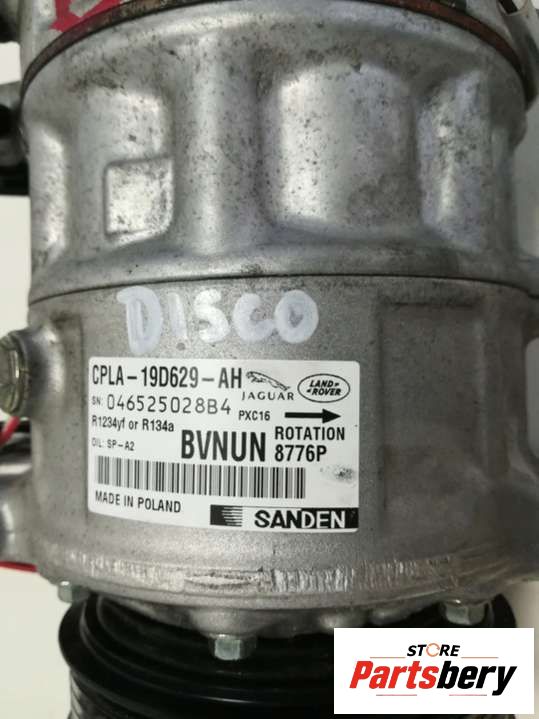 DISCO
CPLA-19D629-AH
JAGUAR
LAND ROVER
SN: 046525028B4
PXC16
R1234yf or R134a
ROTATION
OIL: SP-A2
BVNUN
8776P
MADE IN POLAND
SANDEN
STORE
Partsbery